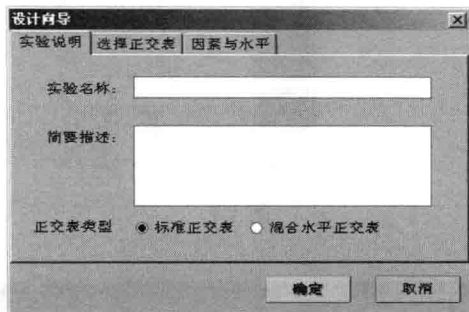 设计向导
实验说明 选择正交表 因素与水平
实验名称：
简要描述：
正交表类型 标准正交表 混合水平正交表
确定 取消